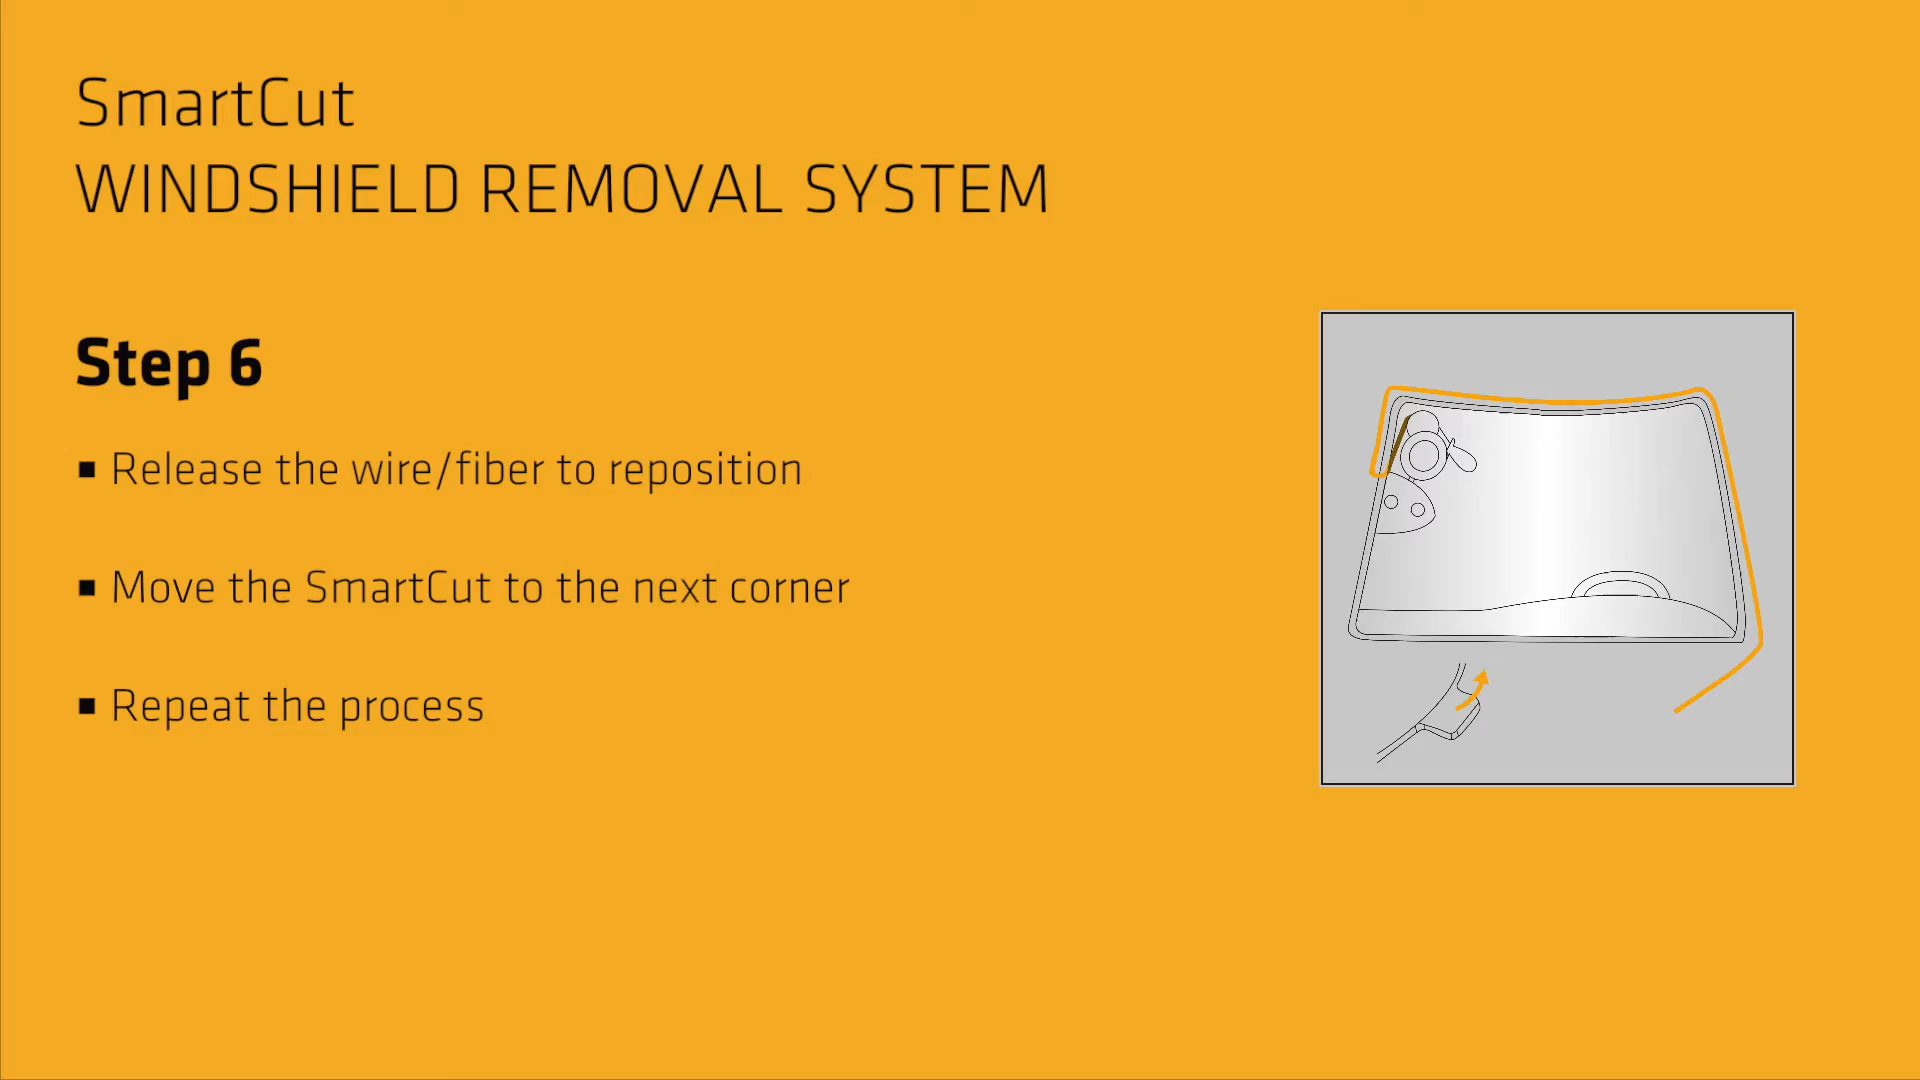 SmartCut
WINDSHIELD REMOVAL SYSTEM
Step 6
▪ Release the wire/fiber to reposition
▪ Move the SmartCut to the next corner
▪ Repeat the process